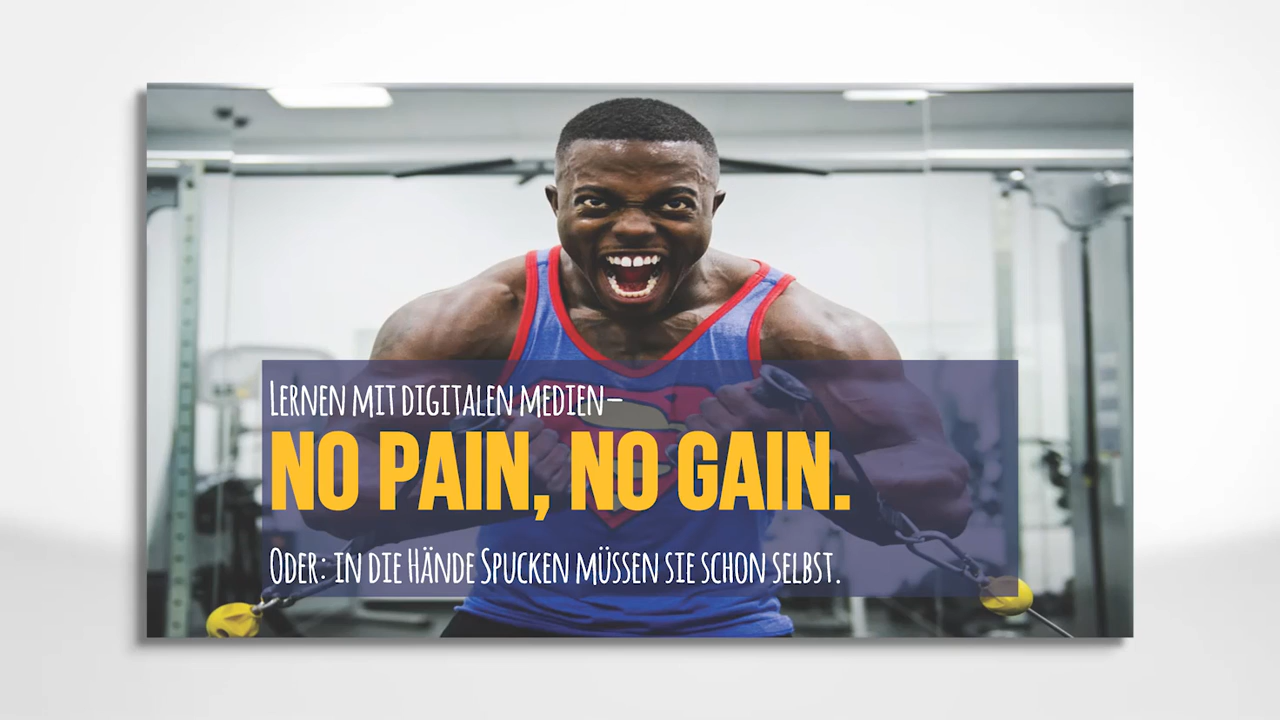 Lernen mit digitalen Medien–
NO PAIN, NO GAIN.
Oder: in die Hände Spucken müssen sie schon selbst.